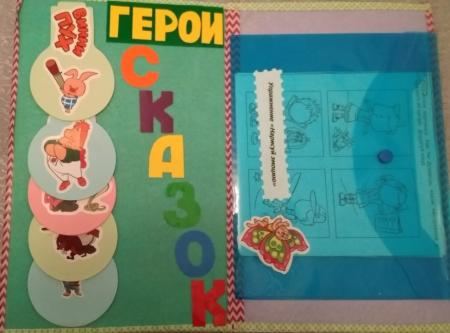 ГЕРОИ
СКАЗОК
ВИННИ
ПУХ
Упражнение «Нарисуй эмоцию»